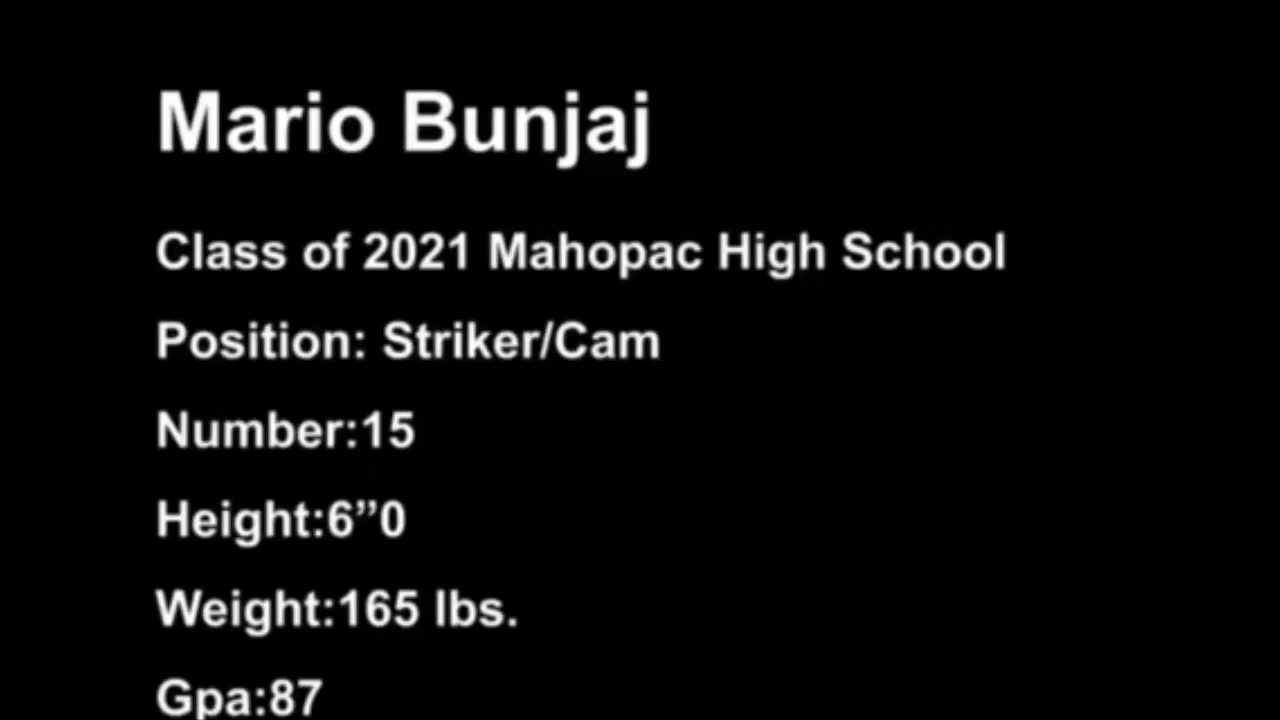 Mario Bunjaj
Class of 2021 Mahopac High School
Position: Striker/Cam
Number:15
Height:6”0
Weight:165 lbs.
Gpa:87